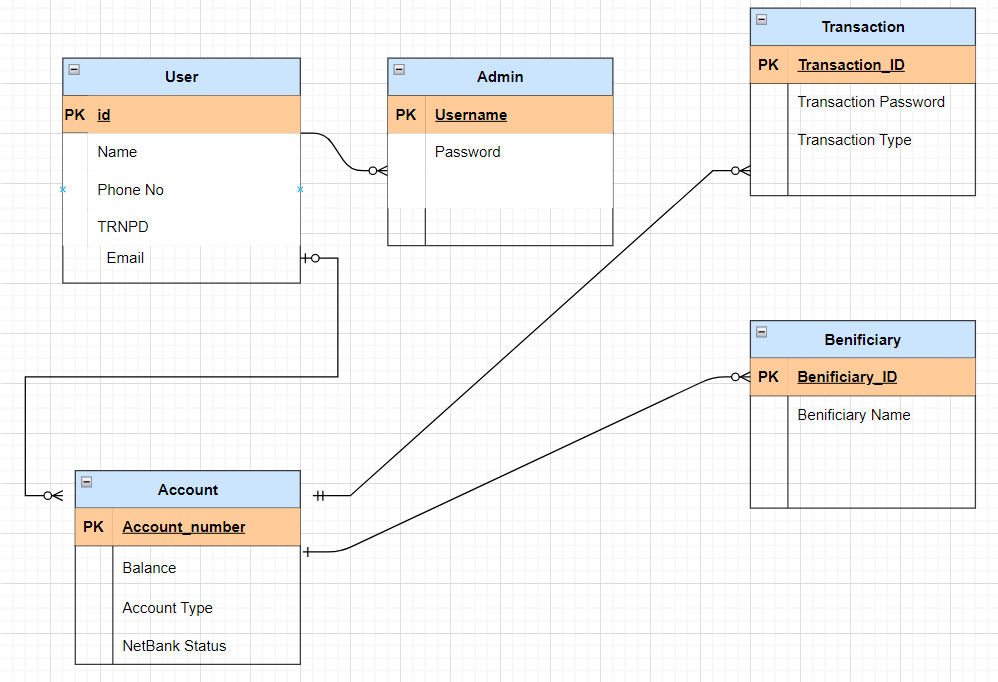 User
PK id
Name
Phone No
TRNPD
Email
Admin
PK Username
Password
Transaction
PK Transaction_ID
Transaction Password
Transaction Type
Benificiary
PK Benificiary_ID
Benificiary Name
Account
PK Account_number
Balance
Account Type
NetBank Status